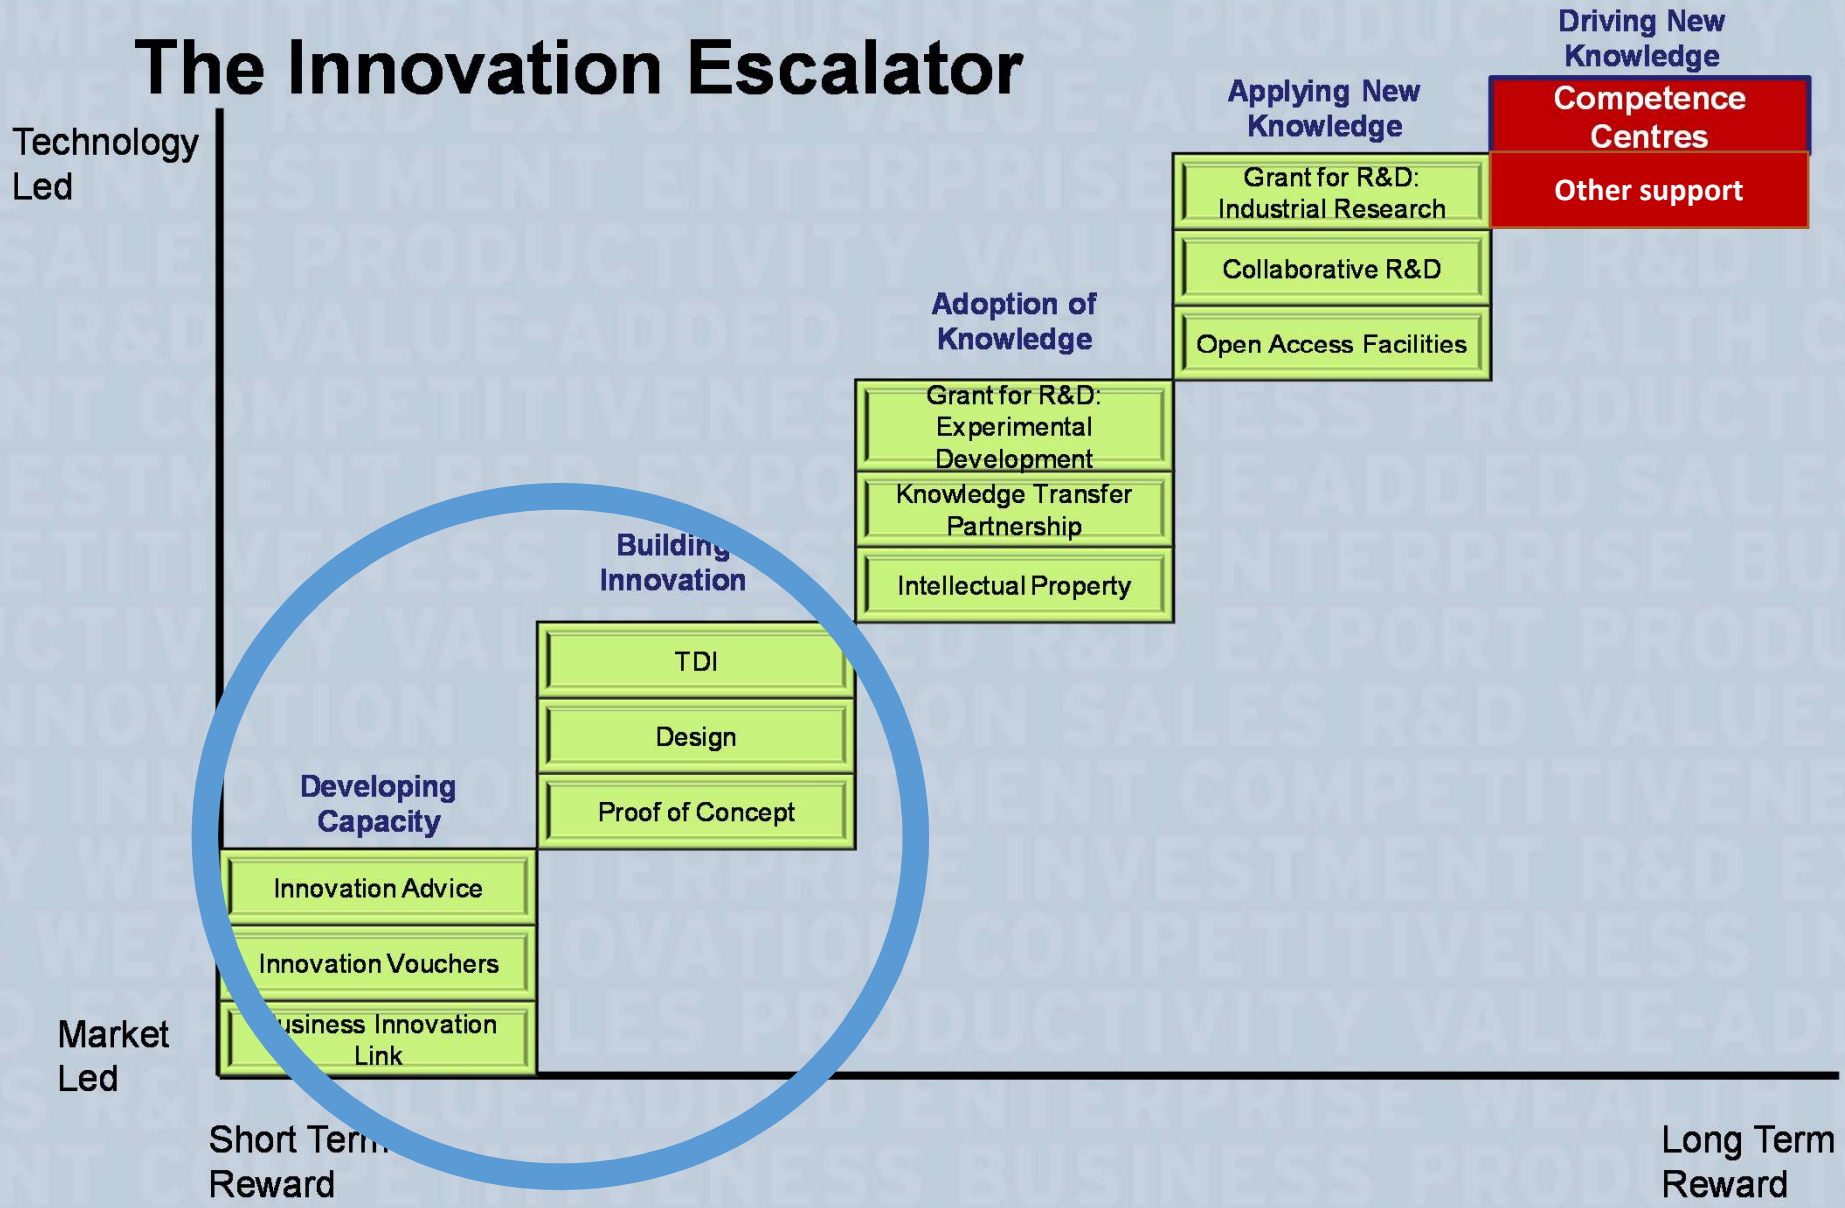 The Innovation Escalator
Driving New
Knowledge
Competence
Centres
Other support
Applying New
Knowledge
Grant for R&D:
Industrial Research
Collaborative R&D
Open Access Facilities
Technology
Led
Adoption of
Knowledge
Grant for R&D:
Experimental
Development
Knowledge Transfer
Partnership
Intellectual Property
Building
Innovation
TDI
Design
Proof of Concept
Developing
Capacity
Innovation Advice
Innovation Vouchers
Business Innovation
Link
Market
Led
Short Term
Reward
Long Term
Reward